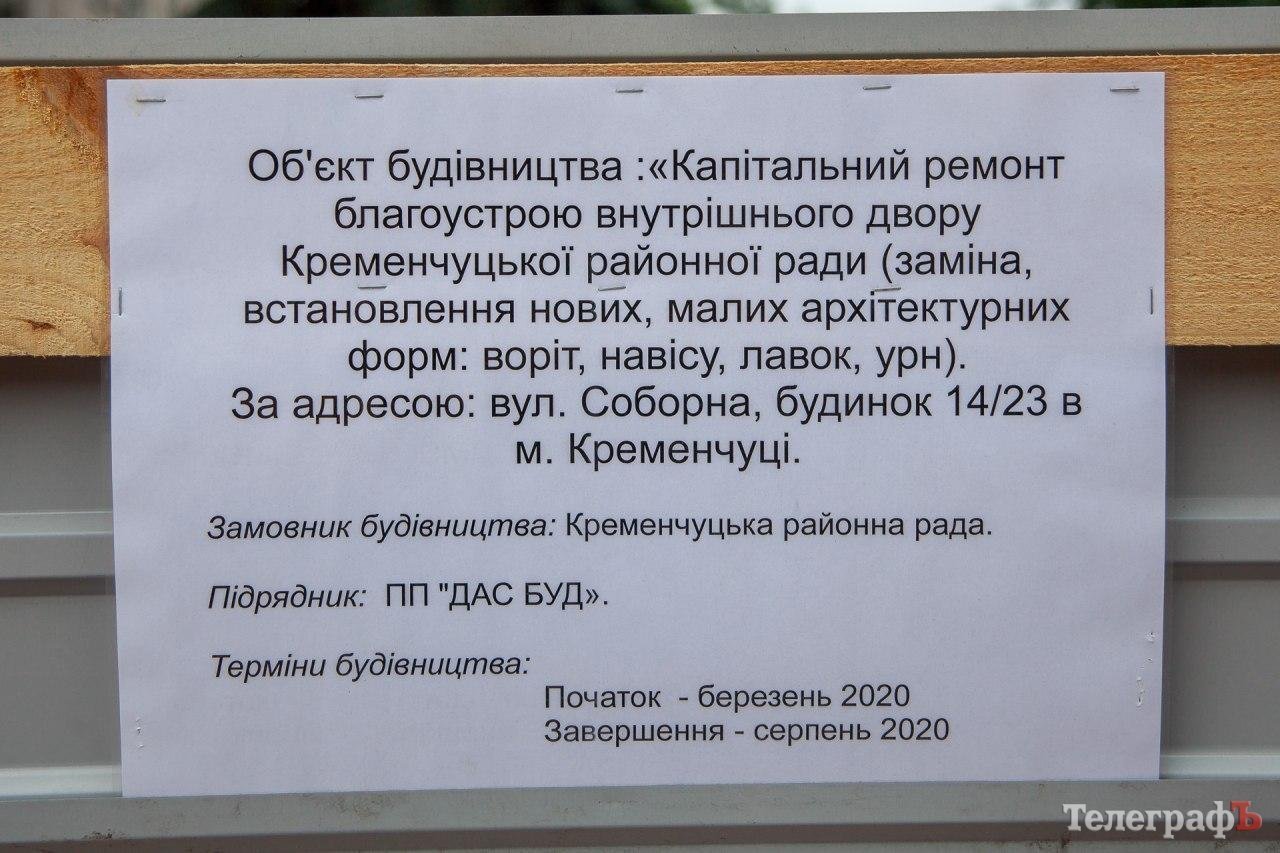 Об'єкт будівництва :«Капітальний ремонт
благоустрою внутрішнього двору
Кременчуцької районної ради (заміна,
встановлення нових, малих архітектурних
форм: воріт, навісу, лавок, урн).
За адресою: вул. Соборна, будинок 14/23 в
м. Кременчуці.
Замовник будівництва: Кременчуцька районна рада.
Підрядник: ПП "ДАС БУД».
Терміни будівництва:
Початок - березень 2020
Завершення - серпень 2020
ТелеграфЪ